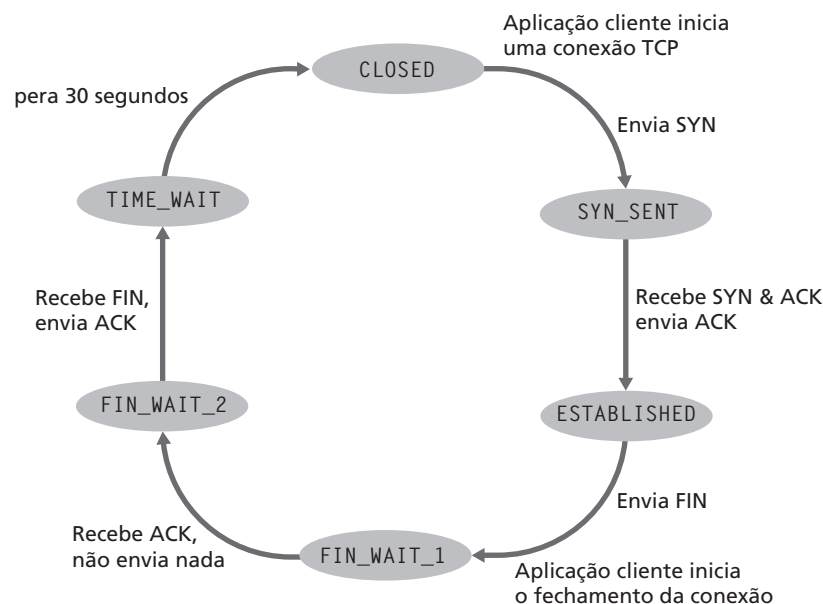 Aplicação cliente inicia
uma conexão TCP
CLOSED
pera 30 segundos
Envia SYN
TIME_WAIT
SYN_SENT
Recebe FIN,
envia ACK
Recebe SYN & ACK
envia ACK
FIN_WAIT_2
ESTABLISHED
Envia FIN
Recebe ACK,
não envia nada
FIN_WAIT_1
Aplicação cliente inicia
o fechamento da conexão